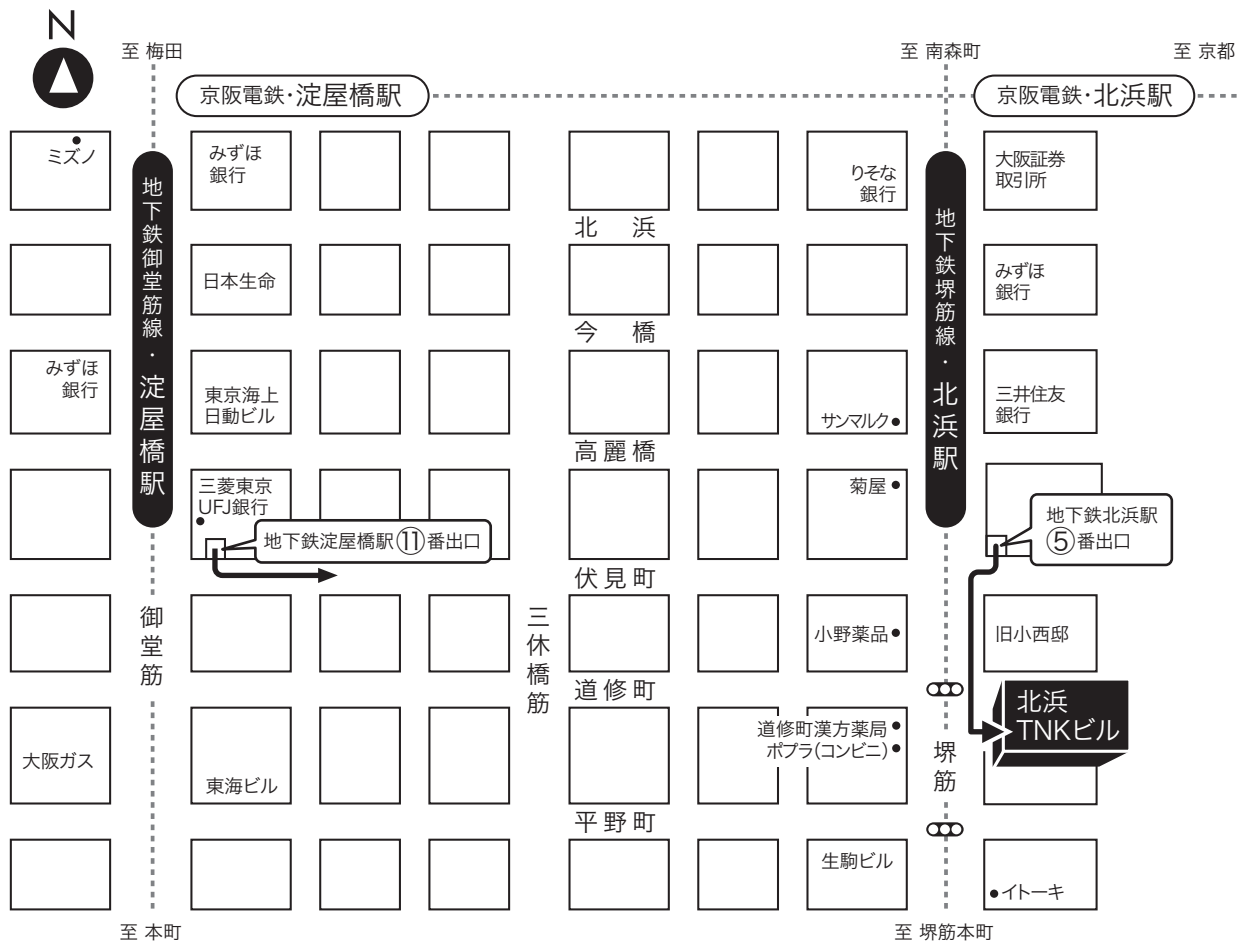 N
至 梅田
至 南森町
至 京都
京阪電鉄・淀屋橋駅
京阪電鉄・北浜駅
ミズノ
みずほ
銀行
りそな
銀行
大阪証券
取引所
地下鉄御堂筋線・淀屋橋駅
地下鉄堺筋線・北浜駅
北浜
日本生命
みずほ
銀行
今橋
みずほ
銀行
東京海上
日動ビル
サンマルク
三井住友
銀行
高麗橋
三菱東京
UFJ銀行
菊屋
地下鉄淀屋橋駅⑪番出口
地下鉄北浜駅
⑤番出口
伏見町
御堂筋
三休橋筋
小野薬品
旧小西邸
道修町
北浜
TNKビル
大阪ガス
東海ビル
道修町漢方薬局
ポプラ(コンビニ)
堺筋
平野町
生駒ビル
イトーキ
至 本町
至 堺筋本町